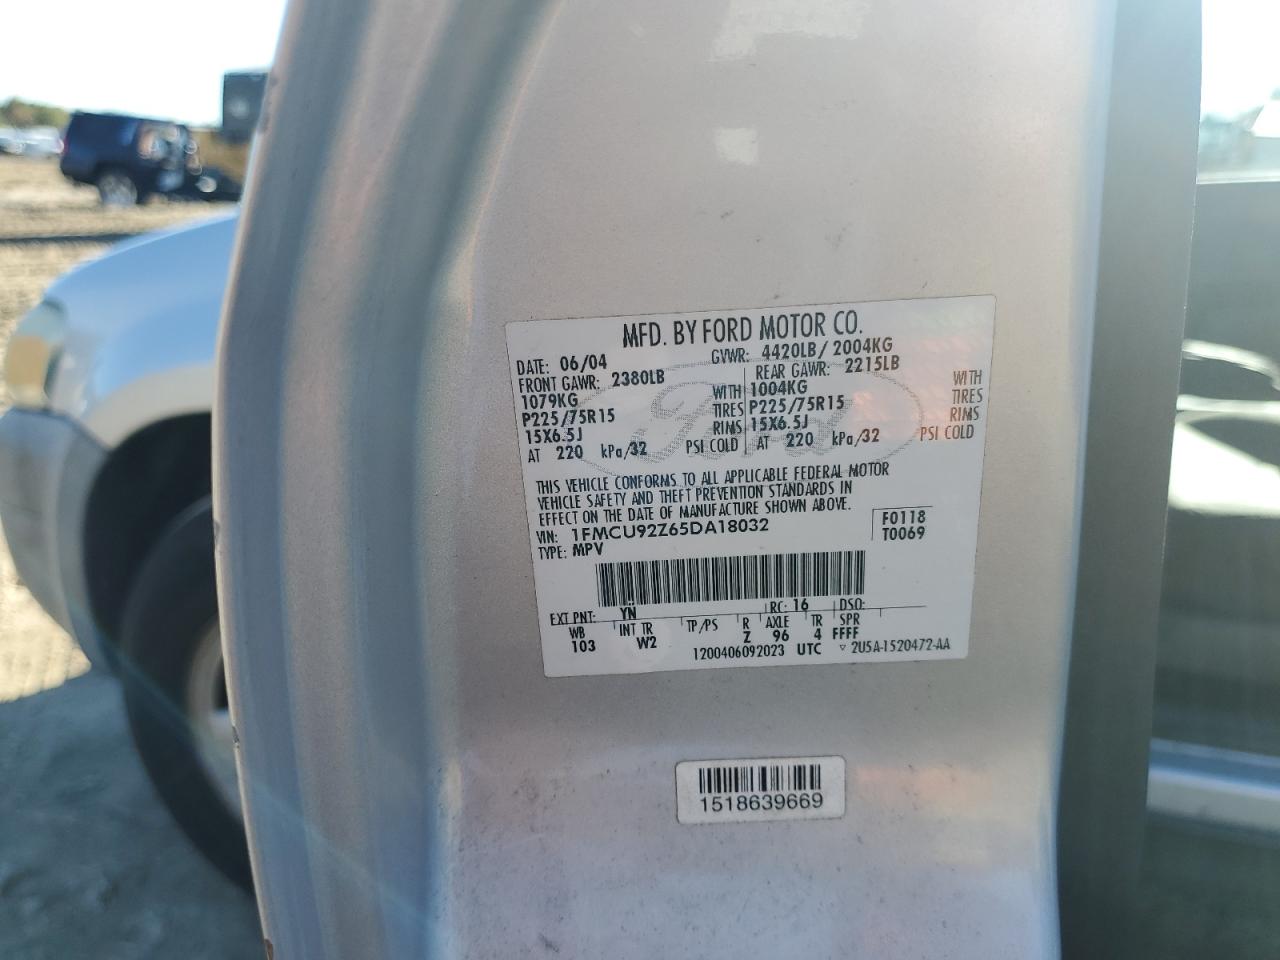 MFD. BY FORD MOTOR CO.
DATE: 06/04 GVWR: 4420LB/ 2004KG
FRONT GAWR: 2380LB REAR GAWR: 2215LB
1079KG WITH 1004KG WITH
P225/75R15 TIRES P225/75R15 TIRES
15X6.5J RIMS 15X6.5J RIMS
AT 220 kPa/32 PSI COLD AT 220 kPa/32 PSI COLD
Ford
THIS VEHICLE CONFORMS TO ALL APPLICABLE FEDERAL MOTOR
VEHICLE SAFETY AND THEFT PREVENTION STANDARDS IN
EFFECT ON THE DATE OF MANUFACTURE SHOWN ABOVE.
VIN: 1FMCU92Z65DA18032 F0118
TYPE: MPV T0069
EXT PNT: YN RC: 16 DSO:
WB INT TR TP/PS R AXLE TR SPR
103 W2 Z 96 4 FFFF
1200406092023 UTC ▽ 2U5A-1520472-AA
1518639669